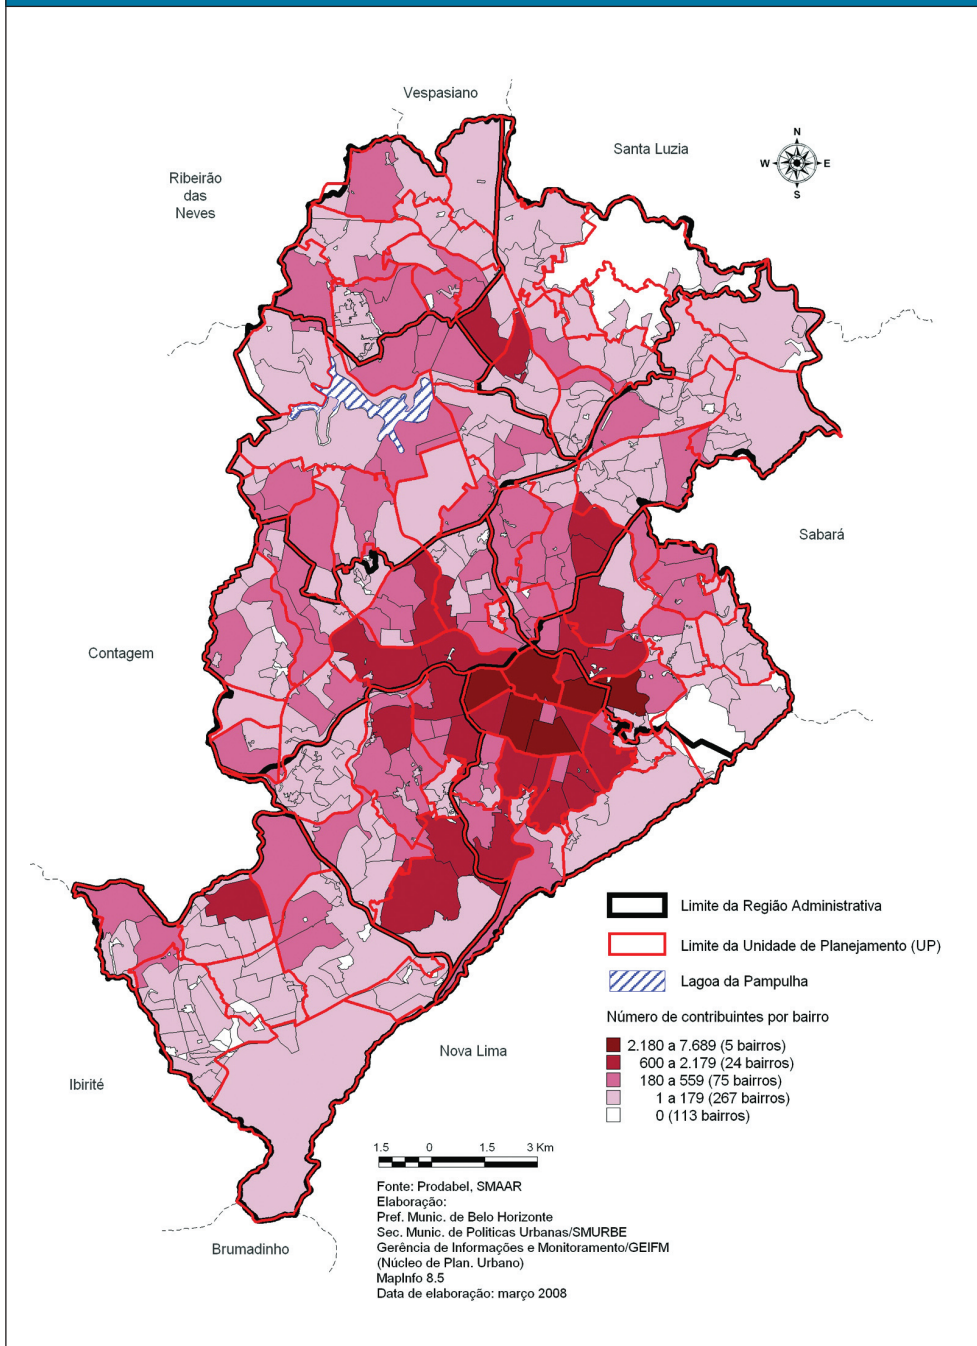 Vespasiano
Santa Luzia
Ribeirão
das
Neves
N
W
E
S
Sabará
Contagem
Limite da Região Administrativa
Limite da Unidade de Planejamento (UP)
Lagoa da Pampulha
Número de contribuintes por bairro
2.180 a 7.689 (5 bairros)
600 a 2.179 (24 bairros)
180 a 559 (75 bairros)
1 a 179 (267 bairros)
0 (113 bairros)
Nova Lima
Ibirité
1.5 0 1.5 3 Km
Fonte: Prodabel, SMAAR
Elaboração:
Pref. Munic. de Belo Horizonte
Sec. Munic. de Políticas Urbanas/SMURBE
Gerência de Informações e Monitoramento/GEIFM
(Núcleo de Plan. Urbano)
MapInfo 8.5
Data de elaboração: março 2008
Brumadinho